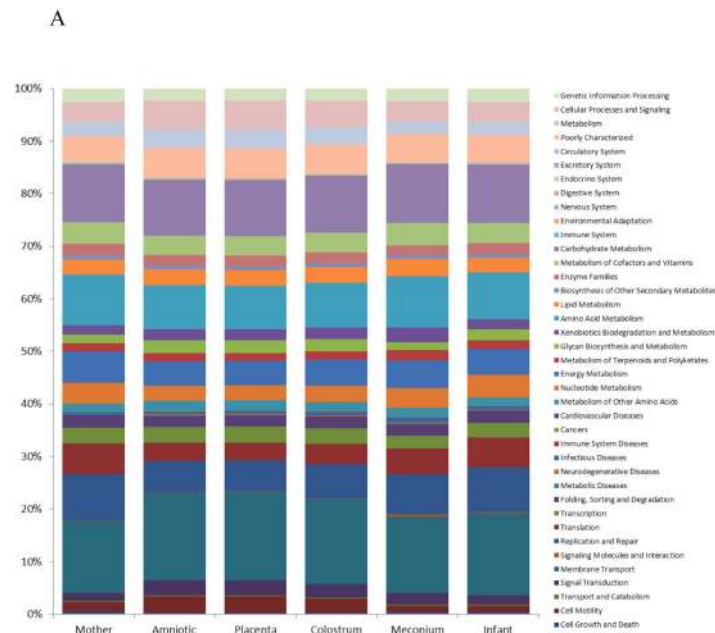 A
100%
90%
80%
70%
60%
50%
40%
30%
20%
10%
0%
Mother Amniotic Placenta Colostrum Meconium Infant
Genetic Information Processing
Cellular Processes and Signaling
Metabolism
Poorly Characterized
Circulatory System
Excretory System
Endocrine System
Digestive System
Nervous System
Environmental Adaptation
Immune System
Carbohydrate Metabolism
Metabolism of Cofactors and Vitamins
Enzyme Families
Biosynthesis of Other Secondary Metabolites
Lipid Metabolism
Amino Acid Metabolism
Xenobiotics Biodegradation and Metabolism
Glycan Biosynthesis and Metabolism
Metabolism of Terpenoids and Polyketides
Energy Metabolism
Nucleotide Metabolism
Metabolism of Other Amino Acids
Cardiovascular Diseases
Cancers
Immune System Diseases
Infectious Diseases
Neurodegenerative Diseases
Metabolic Diseases
Folding, Sorting and Degradation
Transcription
Translation
Replication and Repair
Signaling Molecules and Interaction
Membrane Transport
Signal Transduction
Transport and Catabolism
Cell Motility
Cell Growth and Death